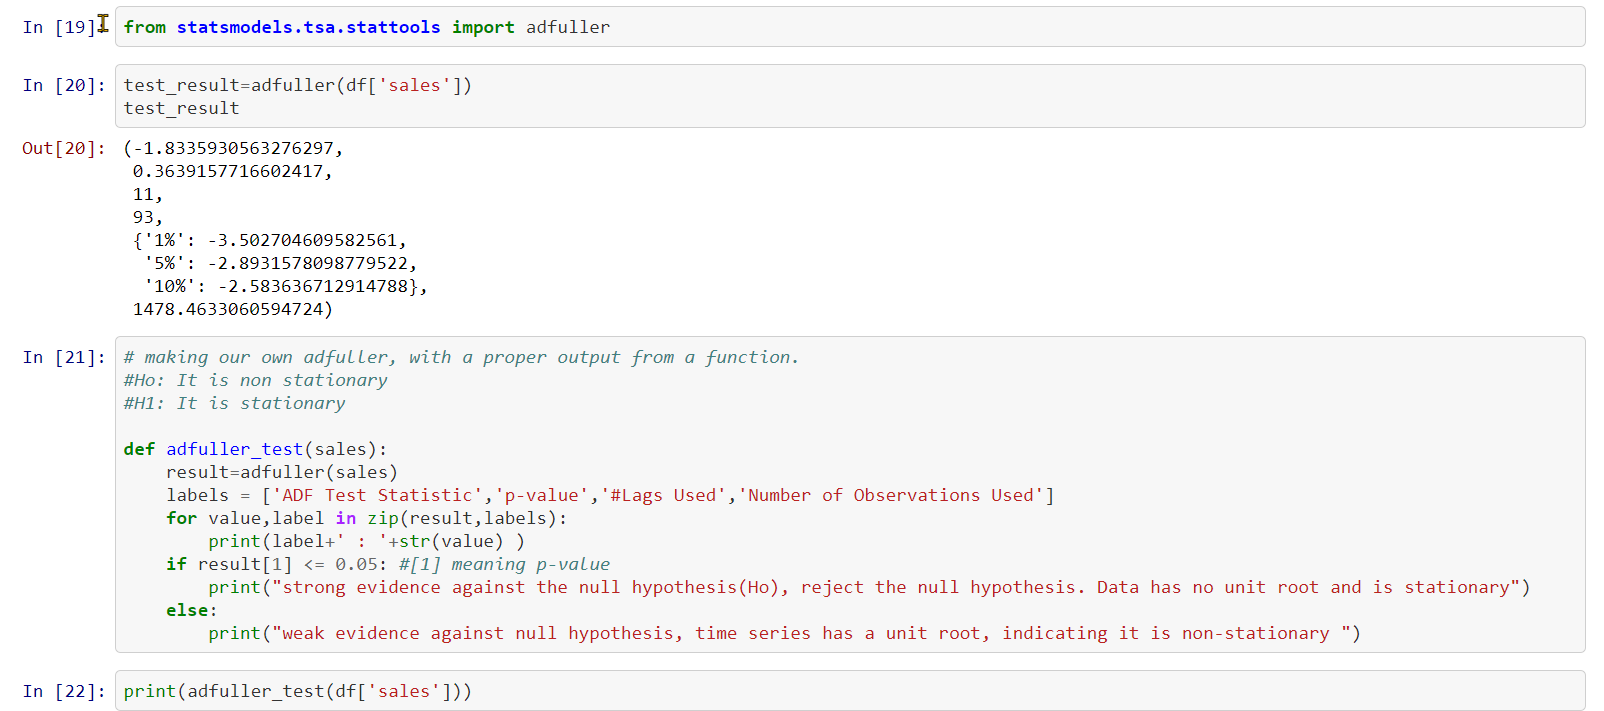 In [19]: from statsmodels.tsa.stattools import adfuller
In [20]: test_result=adfuller(df['sales'])
test_result
Out[20]: (-1.8335930563276297,
0.3639157716602417,
11,
93,
{'1%': -3.502704609582561,
'5%': -2.8931578098779522,
'10%': -2.583636712914788},
1478.4633060594724)
In [21]: # making our own adfuller, with a proper output from a function.
#Ho: It is non stationary
#H1: It is stationary
def adfuller_test(sales):
result=adfuller(sales)
labels = ['ADF Test Statistic','p-value','#Lags Used','Number of Observations Used']
for value,label in zip(result,labels):
print(label+' : '+str(value) )
if result[1] <= 0.05: #[1] meaning p-value
print("strong evidence against the null hypothesis(Ho), reject the null hypothesis. Data has no unit root and is stationary")
else:
print("weak evidence against null hypothesis, time series has a unit root, indicating it is non-stationary ")
In [22]: print(adfuller_test(df['sales']))